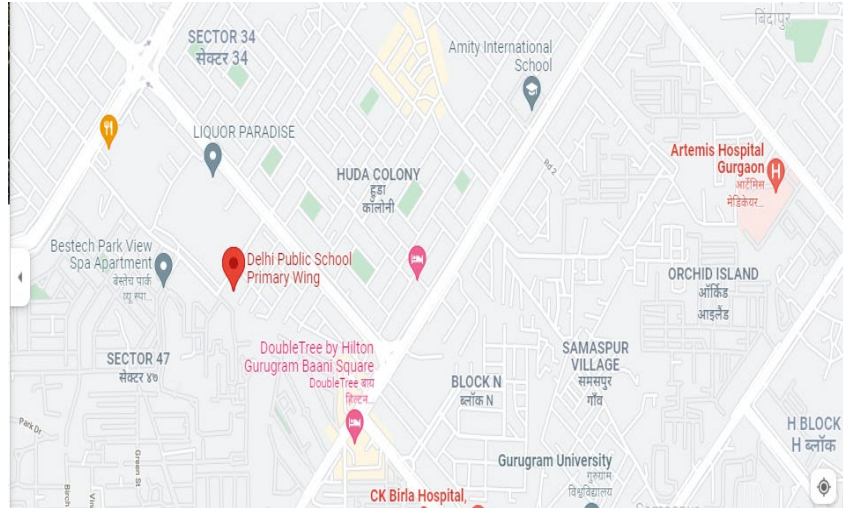 SECTOR 34
सेक्टर 34
Amity International
School
बिंदापुर
LIQUOR PARADISE
Artemis Hospital
Gurgaon
आर्टेमिस
मेडिकेयर...
HUDA COLONY
हुडा
कॉलोनी
Rd 2
Bestech Park View
Spa Apartment
बेस्तेच पार्क
व्यू स्पा...
Delhi Public School
Primary Wing
ORCHID ISLAND
ऑर्किड
आइलैंड
SECTOR 47
सेक्टर ४७
DoubleTree by Hilton
Gurugram Baani Square
DoubleTree बाय
हिल्टन...
SAMASPUR
VILLAGE
समसपुर
गाँव
BLOCK N
ब्लॉक N
Park Dr
Green St
Birch
H BLOCK
H ब्लॉक
Gurugram University
गुरुग्राम
विश्वविद्यालय
CK Birla Hospital,
H